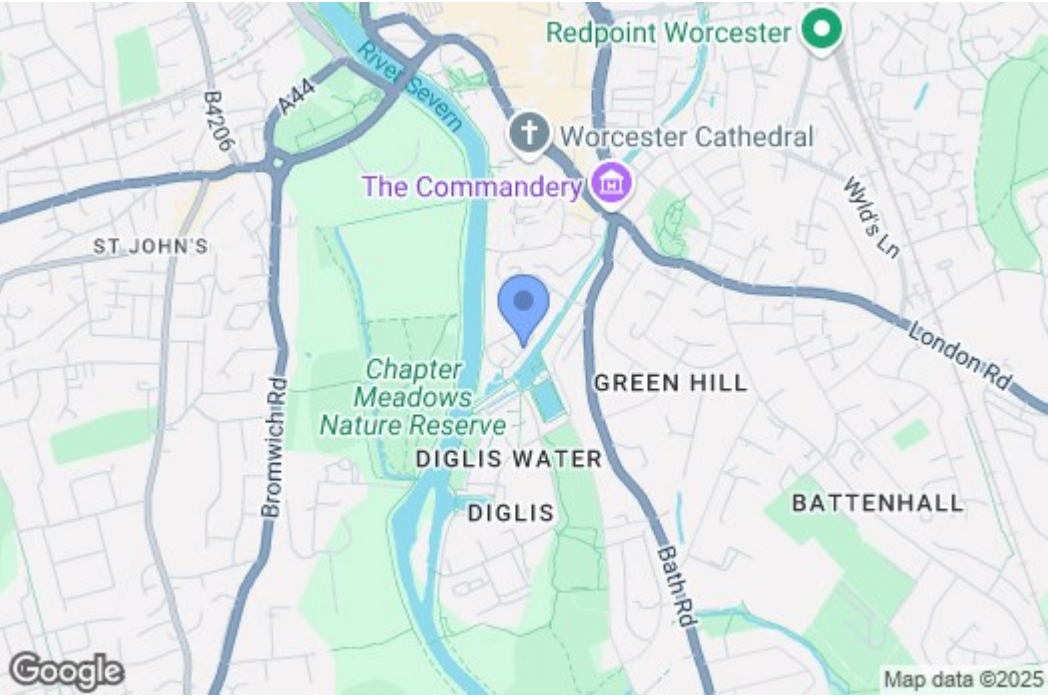 Redpoint Worcester
River Severn
A44
B4206
Worcester Cathedral
The Commandery
Wyld's Ln
ST JOHN'S
London Rd
Chapter
Meadows
Nature Reserve
GREEN HILL
Bromwich Rd
DIGLIS WATER
BATTENHALL
DIGLIS
Bath Rd
Google
Map data ©2025